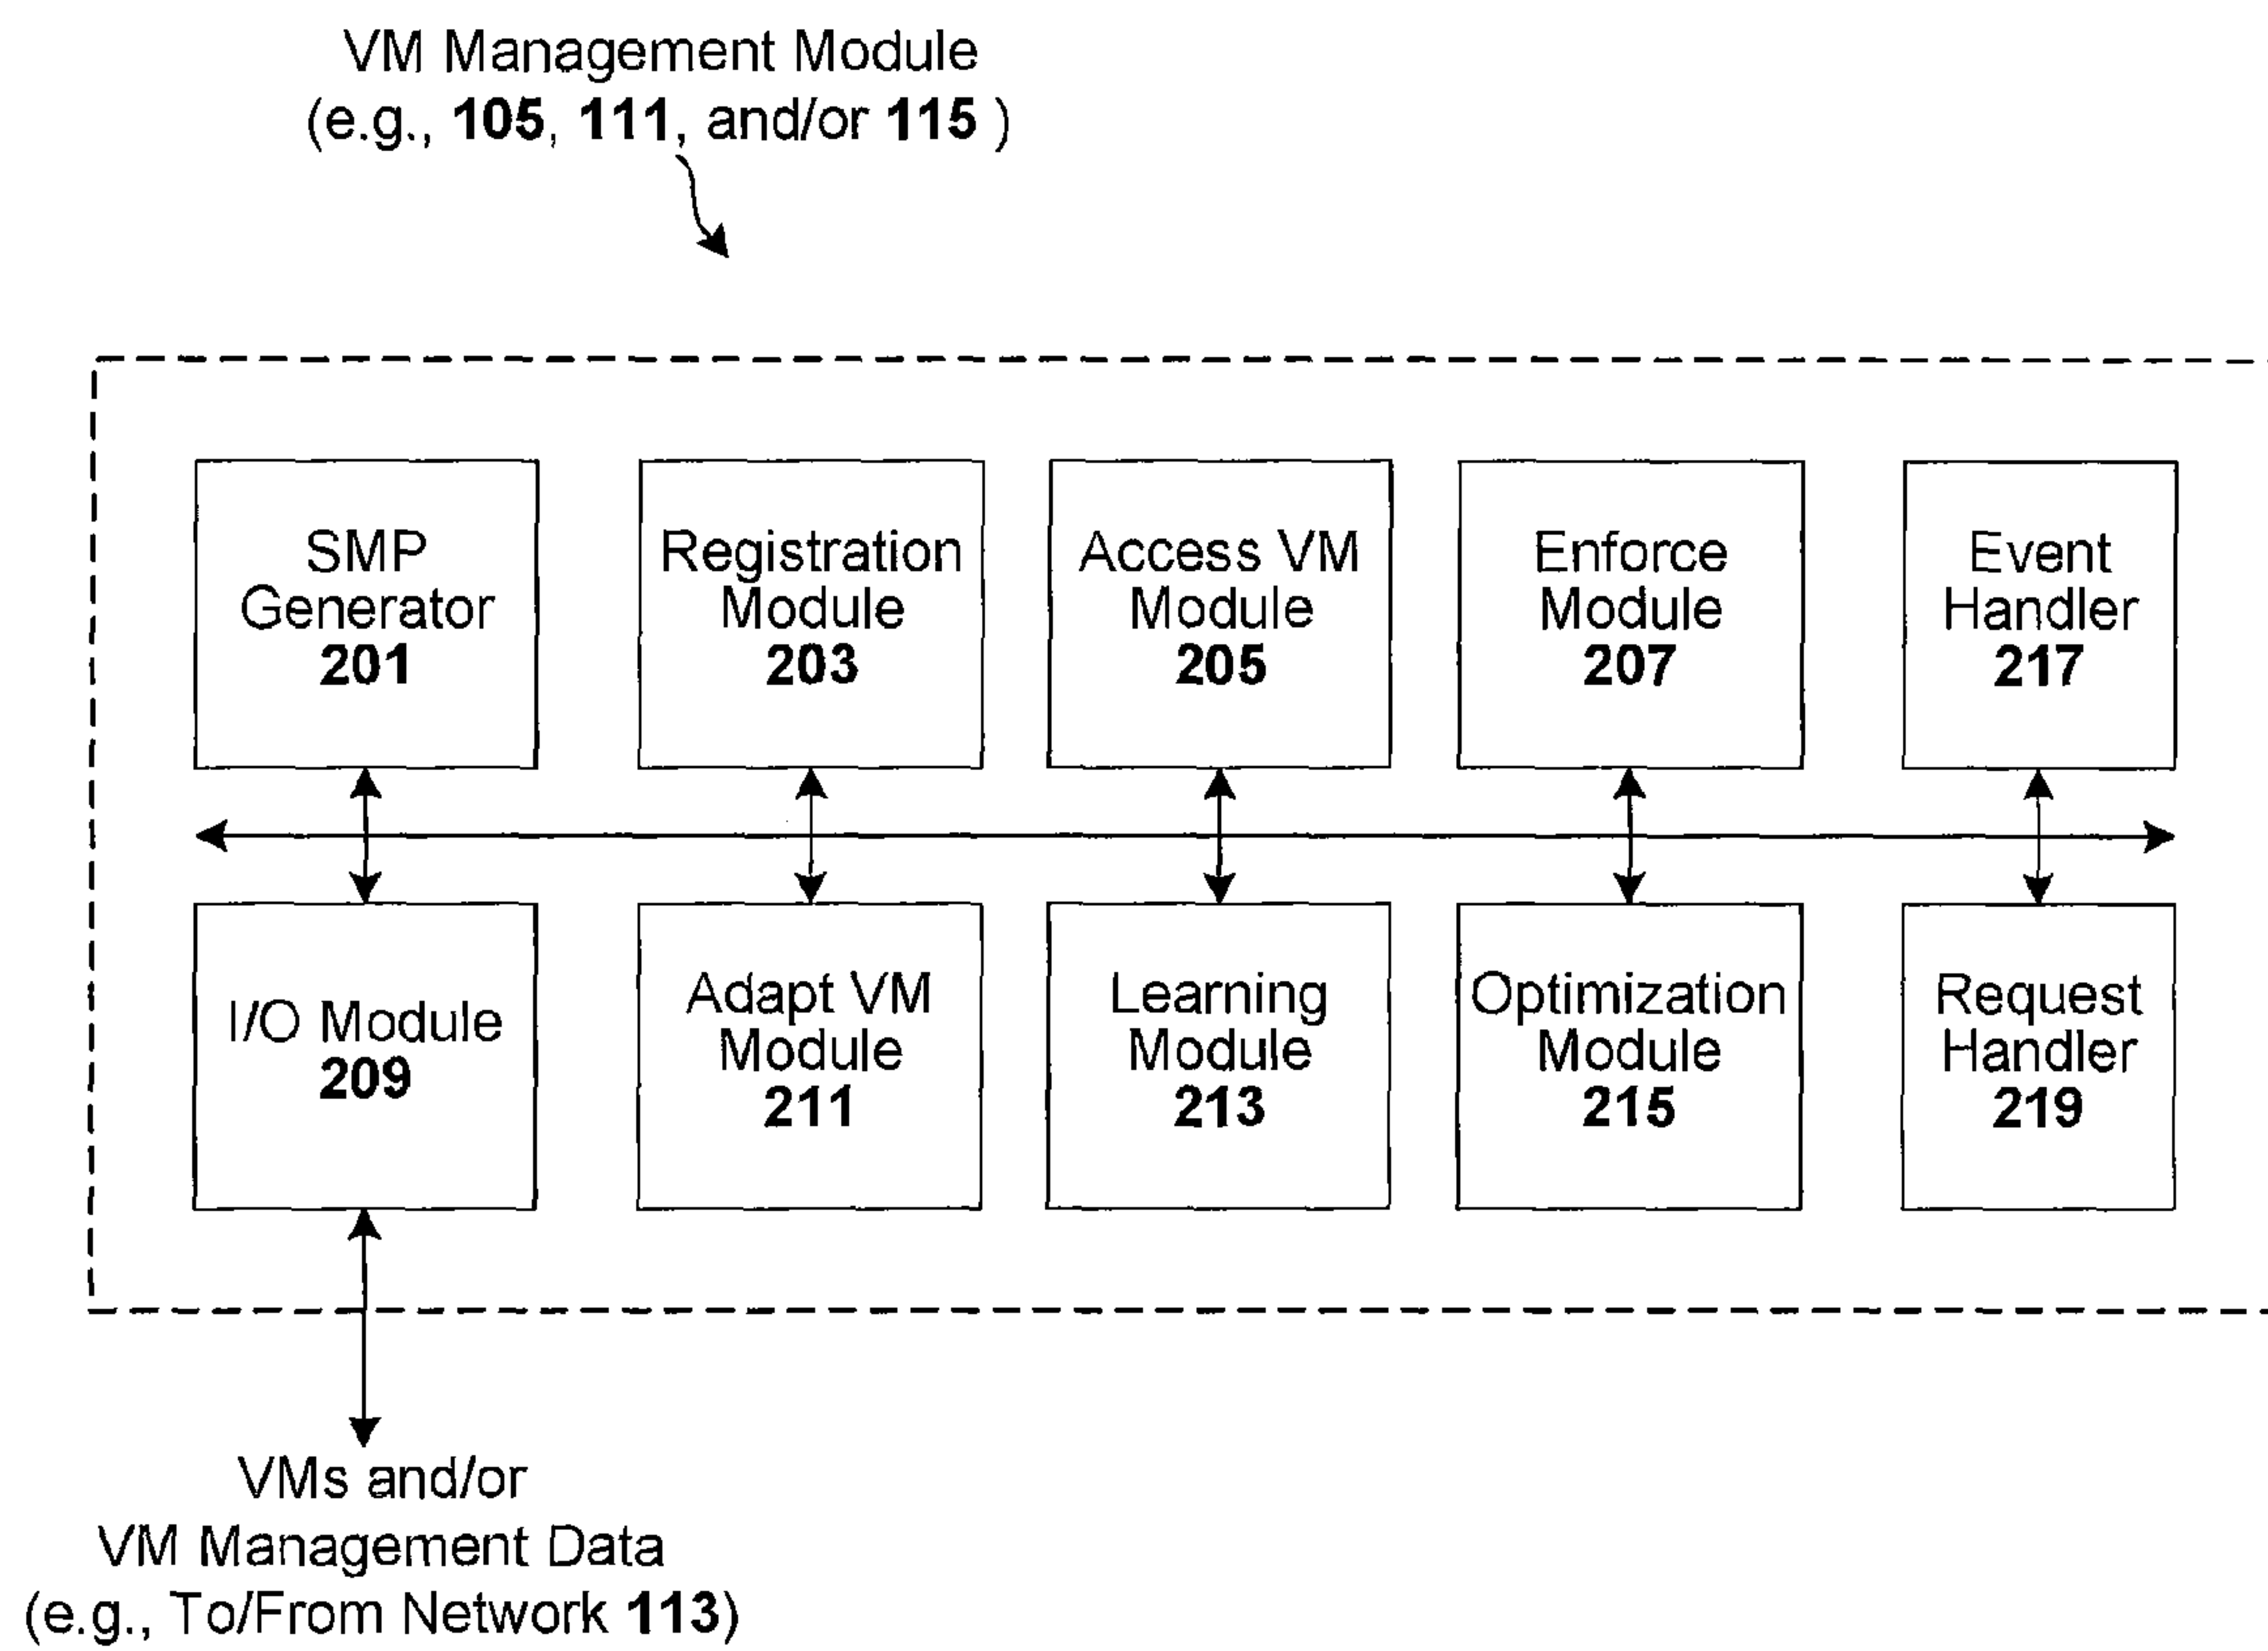 VM Management Module
(e.g., 105, 111, and/or 115 )
SMP
Generator
201
Registration
Module
203
Access VM
Module
205
Enforce
Module
207
Event
Handler
217
I/O Module
209
Adapt VM
Module
211
Learning
Module
213
Optimization
Module
215
Request
Handler
219
VMs and/or
VM Management Data
(e.g., To/From Network 113)